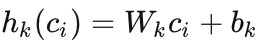 h_k(c_i) = W_k c_i + b_k